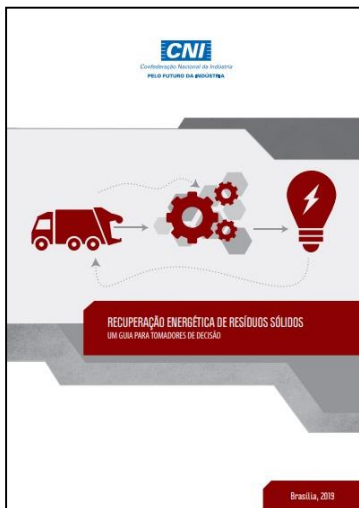 CNI
Confederação Nacional da Indústria
PELO FUTURO DA INDÚSTRIA
RECUPERAÇÃO ENERGÉTICA DE RESÍDUOS SÓLIDOS
UM GUIA PARA TOMADORES DE DECISÃO
Brasília, 2019